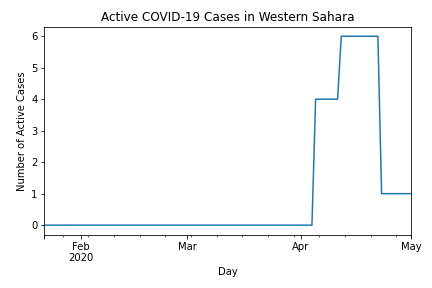 Active COVID-19 Cases in Western Sahara
Number of Active Cases
6
5
4
3
2
1
0
Feb
2020
Mar
Apr
May
Day